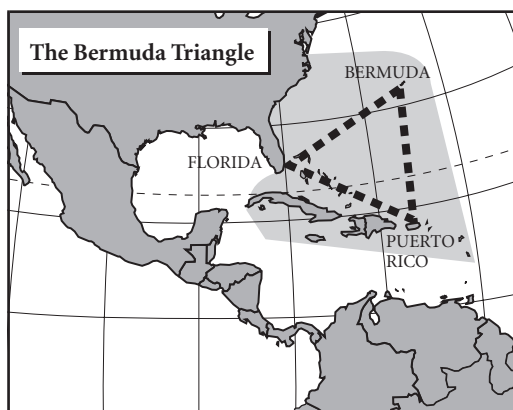 The Bermuda Triangle
BERMUDA
FLORIDA
PUERTO
RICO